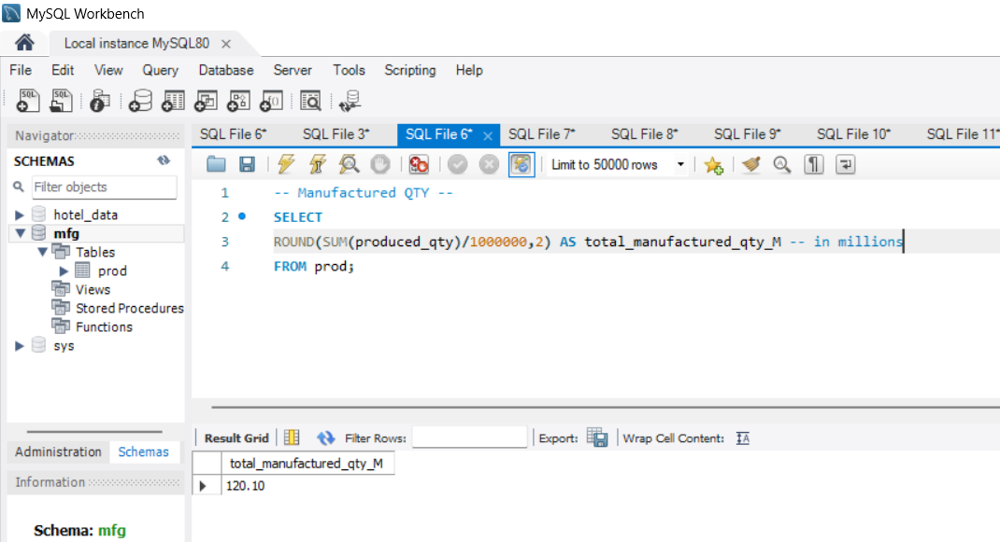 MySQL Workbench
Local instance MySQL80
File Edit View Query Database Server Tools Scripting Help
Navigator
SCHEMAS
Filter objects
hotel_data
mfg
Tables
prod
Views
Stored Procedures
Functions
sys
Administration Schemas
Information
Schema: mfg
SQL File 6* SQL File 3* SQL File 6* SQL File 7* SQL File 8* SQL File 9* SQL File 10* SQL File 11*
Limit to 50000 rows
1 -- Manufactured QTY --
2 SELECT
3 ROUND(SUM(produced_qty)/1000000,2) AS total_manufactured_qty_M -- in millions
4 FROM prod;
Result Grid Filter Rows: Export: Wrap Cell Content:
total_manufactured_qty_M
120.10